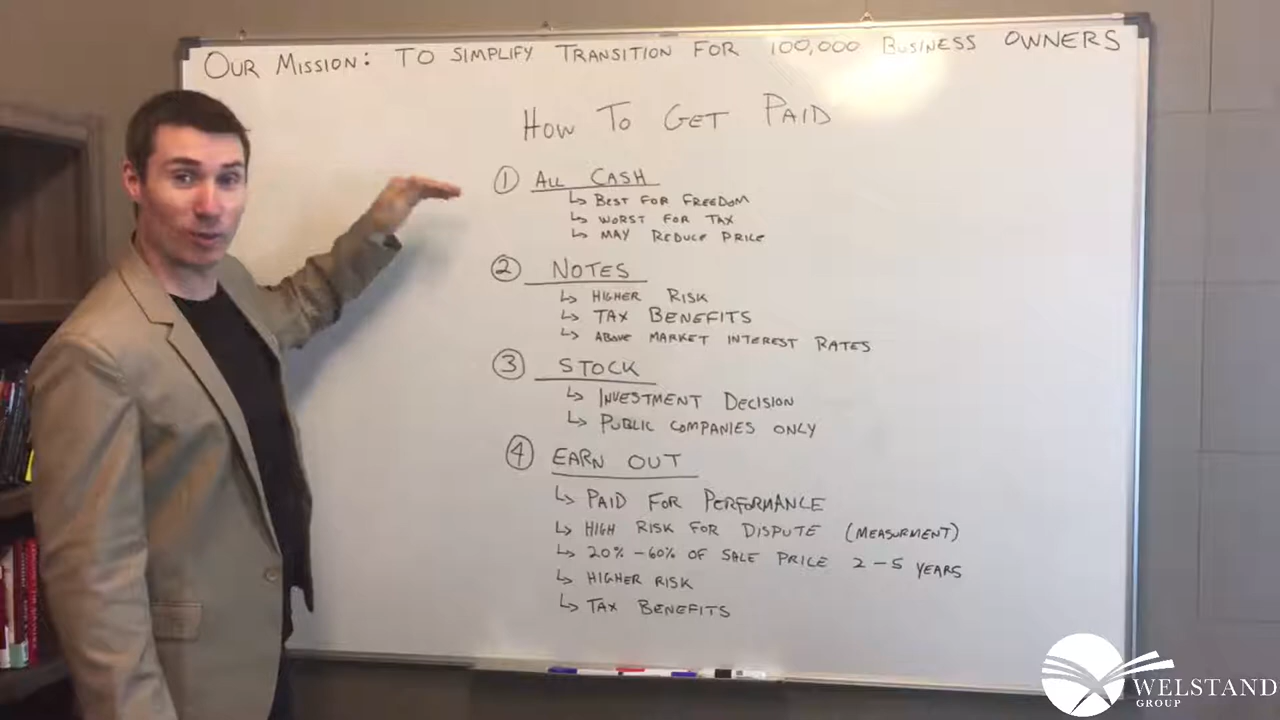 OUR MISSION: TO SIMPLIFY TRANSITION FOR 100,000 BUSINESS OWNERS
HOW TO GET PAID
① ALL CASH
↳ BEST FOR FREEDOM
↳ WORST FOR TAX
↳ MAY REDUCE PRICE
② NOTES
↳ HIGHER RISK
↳ TAX BENEFITS
↳ ABOVE MARKET INTEREST RATES
③ STOCK
↳ INVESTMENT DECISION
↳ PUBLIC COMPANIES ONLY
④ EARN OUT
↳ PAID FOR PERFORMANCE
↳ HIGH RISK FOR DISPUTE (MEASURMENT)
↳ 20% - 60% OF SALE PRICE 2 - 5 YEARS
↳ HIGHER RISK
↳ TAX BENEFITS
WELSTAND
GROUP